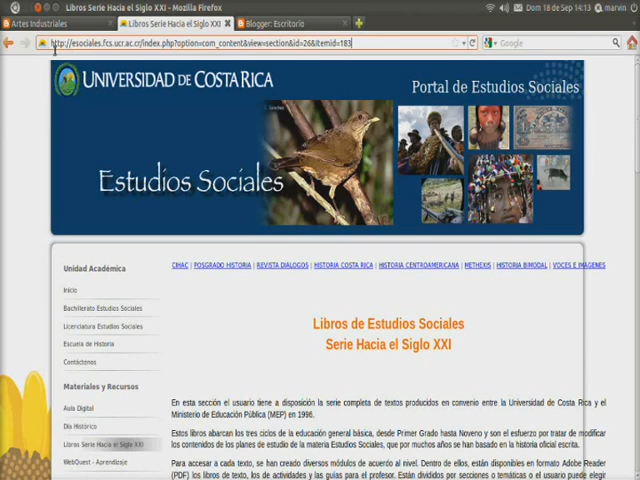 Libros Serie Hacia el Siglo XXI - Mozilla Firefox
Dom 18 de Sep 14:13
marvin
Artes Industriales
Libros Serie Hacia el Siglo XXI
Blogger: Escritorio
http://esociales.fcs.ucr.ac.cr/index.php?option=com_content&view=section&id=26&Itemid=183
Google
UNIVERSIDAD DE COSTA RICA
Portal de Estudios Sociales
Estudios Sociales
Unidad Académica
CIHAC | POSGRADO HISTORIA | REVISTA DIÁLOGOS | HISTORIA COSTA RICA | HISTORIA CENTROAMERICANA | METHEXIS | HISTORIA BIMODAL | VOCES E IMÁGENES
Inicio
Bachillerato Estudios Sociales
Licenciatura Estudios Sociales
Escuela de Historia
Contáctenos
Libros de Estudios Sociales
Serie Hacia el Siglo XXI
Materiales y Recursos
Aula Digital
Día Histórico
Libros Serie Hacia el Siglo XXI
WebQuest - Aprendizaje
En esta sección el usuario tiene a disposición la serie completa de textos producidos en convenio entre la Universidad de Costa Rica y el
Ministerio de Educación Pública (MEP) en 1996.
Estos libros abarcan los tres ciclos de la educación general básica, desde Primer Grado hasta Noveno y son el esfuerzo por tratar de modificar
los contenidos de los planes de estudio de la materia Estudios Sociales, que por muchos años se han basado en la historia oficial escrita.
Para accesar a cada texto, se han creado diversos módulos de acuerdo al nivel. Dentro de ellos, están disponibles en formato Adobe Reader
(PDF) los libros de texto, los de actividades y las guías para el profesor. Están divididos por secciones o temáticas o el usuario puede elegir